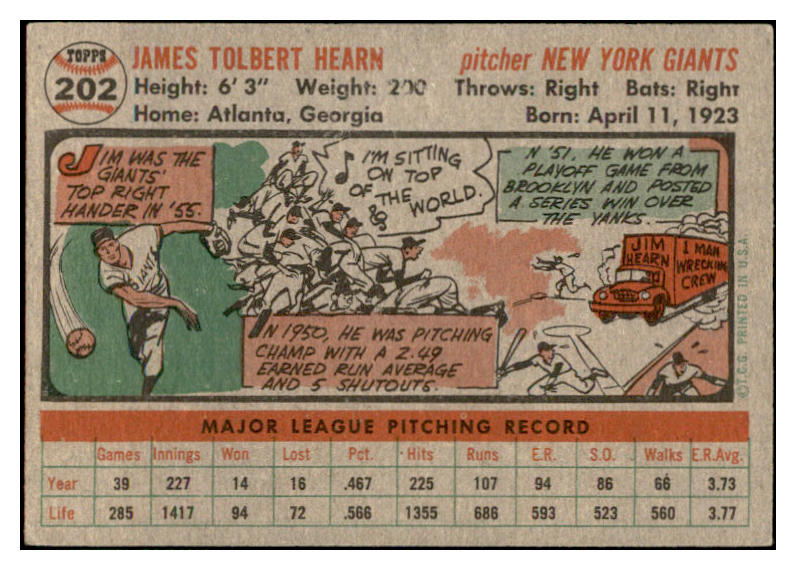 TOPPS
202
JAMES TOLBERT HEARN pitcher NEW YORK GIANTS
Height: 6' 3" Weight: 200 Throws: Right Bats: Right
Home: Atlanta, Georgia Born: April 11, 1923
JIM WAS THE
GIANTS'
TOP RIGHT
HANDER IN '55.
GIANTS
I'M SITTING
ON TOP
OF THE
WORLD.
IN 1950, HE WAS PITCHING
CHAMP WITH A 2.49
EARNED RUN AVERAGE
AND 5 SHUTOUTS.
IN '51, HE WON A
PLAYOFF GAME FROM
BROOKLYN AND POSTED
A SERIES WIN OVER
THE YANKS.
JIM
HEARN
1 MAN
WRECKING
CREW
©T.C.G. PRINTED IN U.S.A.
MAJOR LEAGUE PITCHING RECORD
Games Innings Won Lost Pct. Hits Runs E.R. S.O. Walks E.R.Avg.
Year 39 227 14 16 .467 225 107 94 86 66 3.73
Life 285 1417 94 72 .566 1355 686 593 523 560 3.77